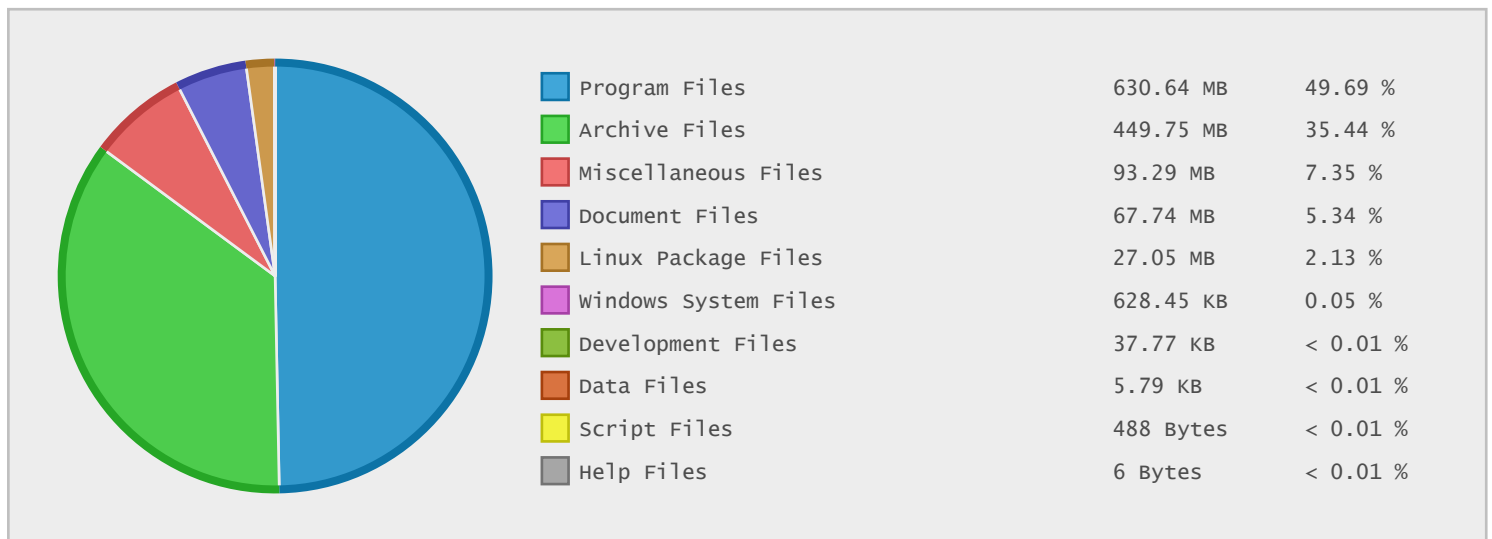 Program Files 630.64 MB 49.69 %
Archive Files 449.75 MB 35.44 %
Miscellaneous Files 93.29 MB 7.35 %
Document Files 67.74 MB 5.34 %
Linux Package Files 27.05 MB 2.13 %
Windows System Files 628.45 KB 0.05 %
Development Files 37.77 KB < 0.01 %
Data Files 5.79 KB < 0.01 %
Script Files 488 Bytes < 0.01 %
Help Files 6 Bytes < 0.01 %